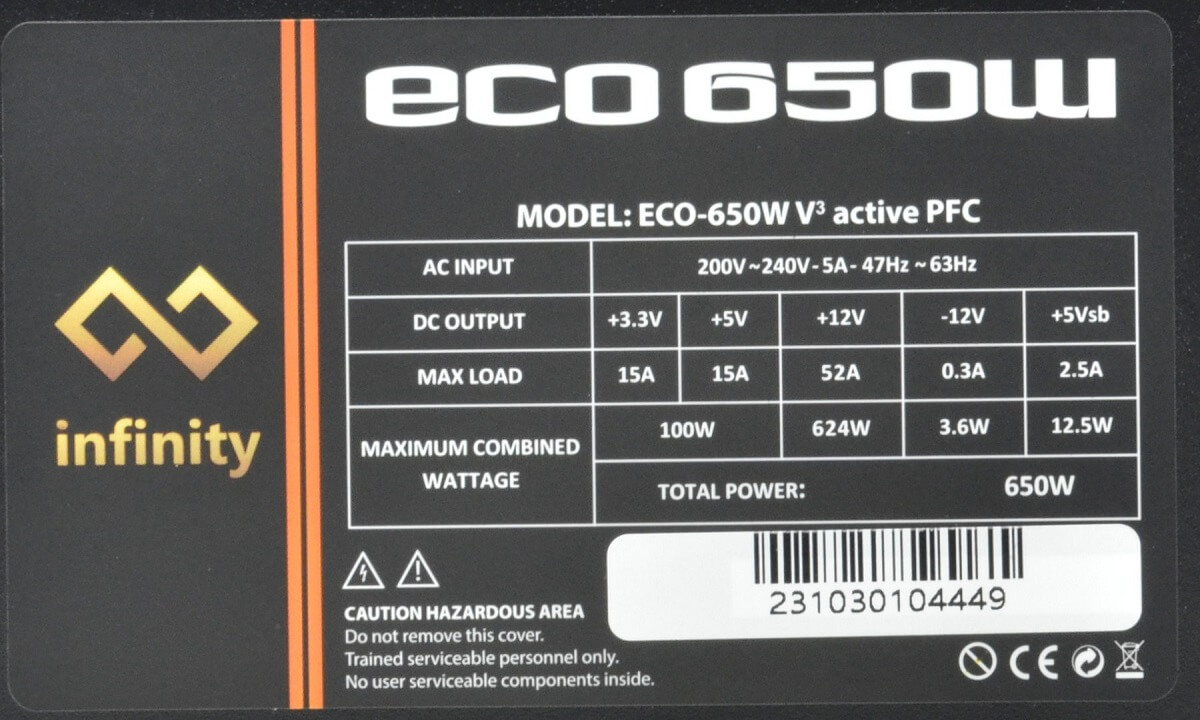 eco 650W
MODEL: ECO-650W V³ active PFC
AC INPUT 200V~240V-5A-47Hz~63Hz
DC OUTPUT +3.3V +5V +12V -12V +5Vsb
MAX LOAD 15A 15A 52A 0.3A 2.5A
MAXIMUM COMBINED
WATTAGE
100W 624W 3.6W 12.5W
TOTAL POWER: 650W
infinity
CAUTION HAZARDOUS AREA
Do not remove this cover.
Trained serviceable personnel only.
No user serviceable components inside.
231030104449
CE